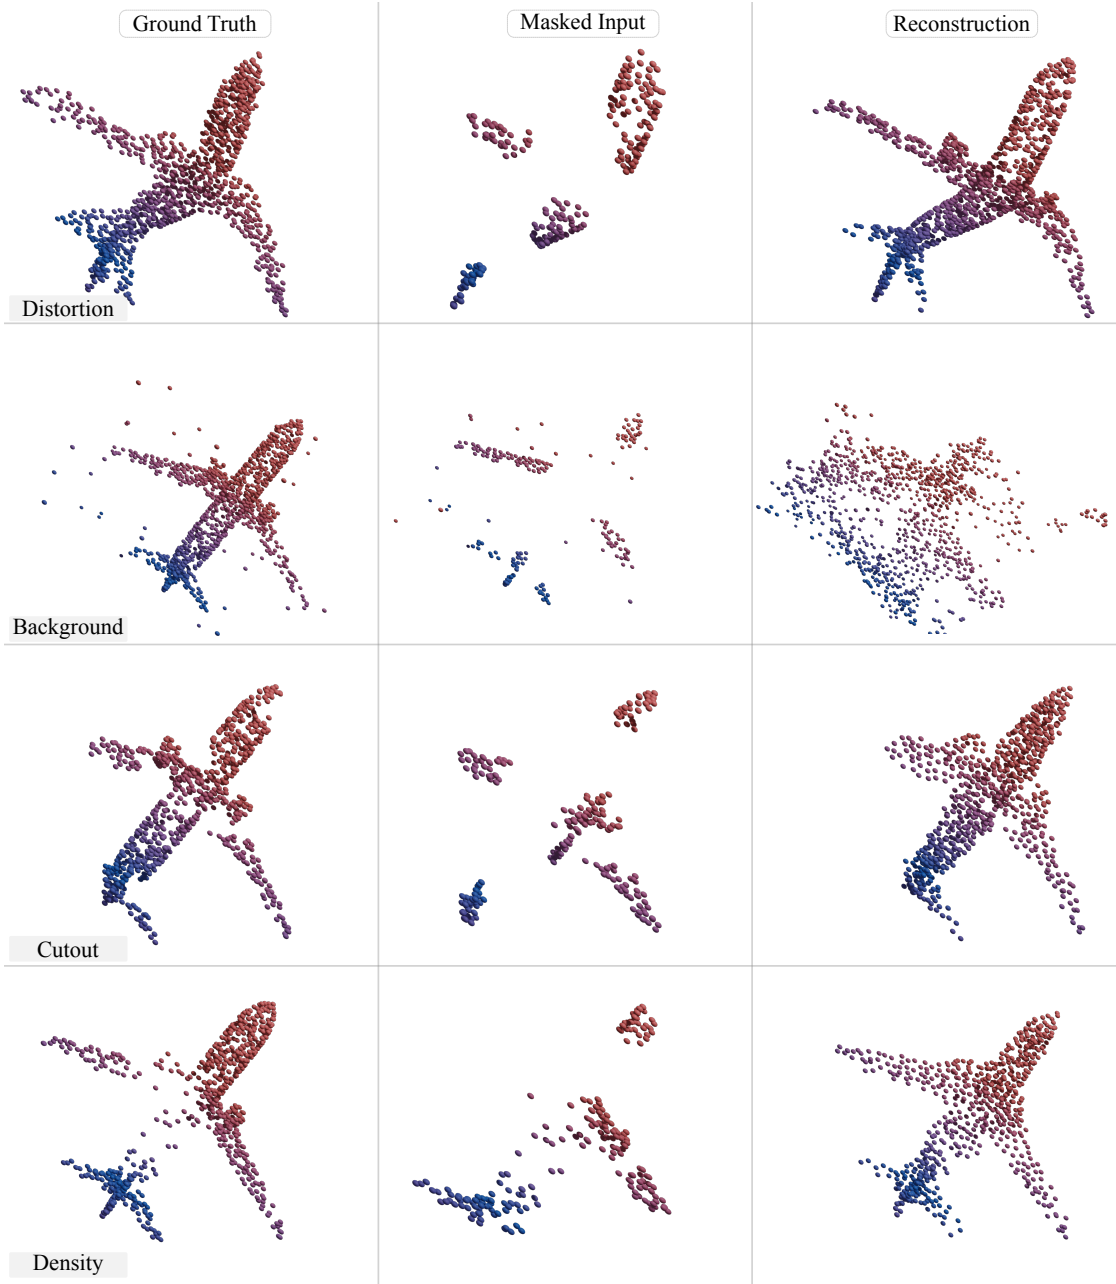 Ground Truth
Masked Input
Reconstruction
Distortion
Background
Cutout
Density